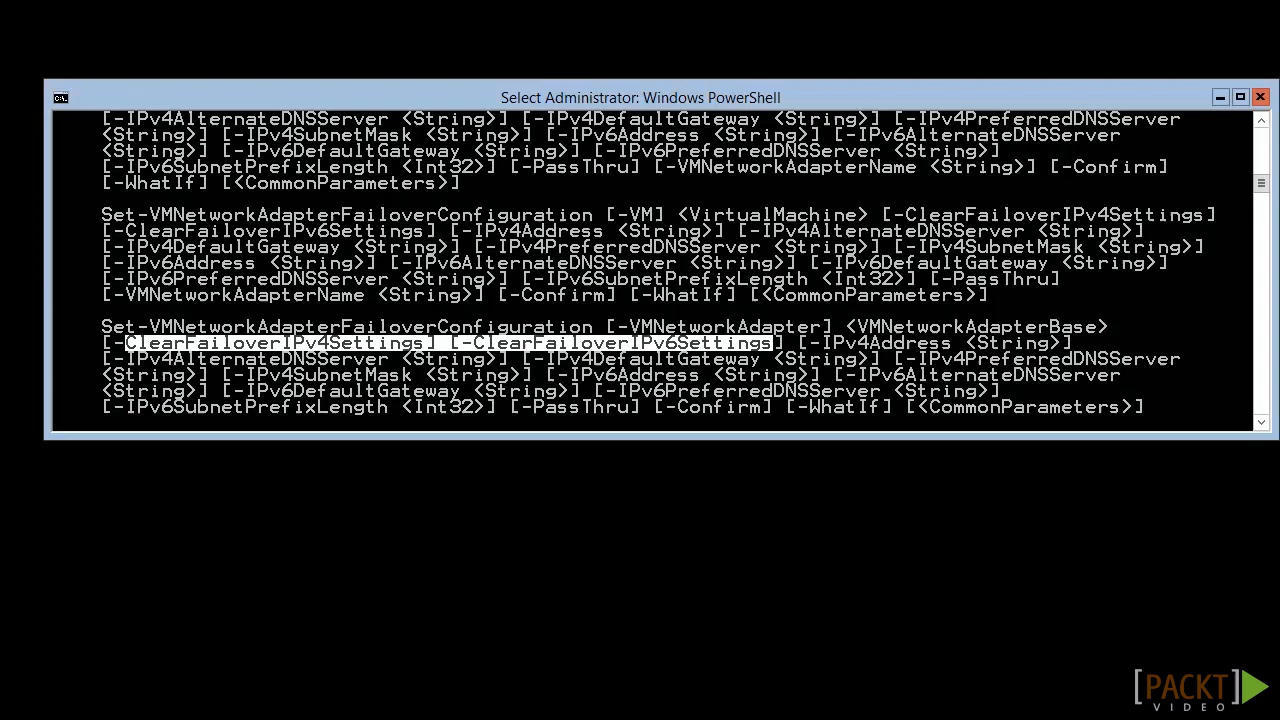 Select Administrator: Windows PowerShell
[-IPv4AlternateDNSServer <String>] [-IPv4DefaultGateway <String>] [-IPv4PreferredDNSServer
<String>] [-IPv4SubnetMask <String>] [-IPv6Address <String>] [-IPv6AlternateDNSServer
<String>] [-IPv6DefaultGateway <String>] [-IPv6PreferredDNSServer <String>]
[-IPv6SubnetPrefixLength <Int32>] [-PassThru] [-VMNetworkAdapterName <String>] [-Confirm]
[-WhatIf] [<CommonParameters>]
Set-VMNetworkAdapterFailoverConfiguration [-VM] <VirtualMachine> [-ClearFailoverIPv4Settings]
[-ClearFailoverIPv6Settings] [-IPv4Address <String>] [-IPv4AlternateDNSServer <String>]
[-IPv4DefaultGateway <String>] [-IPv4PreferredDNSServer <String>] [-IPv4SubnetMask <String>]
[-IPv6Address <String>] [-IPv6AlternateDNSServer <String>] [-IPv6DefaultGateway <String>]
[-IPv6PreferredDNSServer <String>] [-IPv6SubnetPrefixLength <Int32>] [-PassThru]
[-VMNetworkAdapterName <String>] [-Confirm] [-WhatIf] [<CommonParameters>]
Set-VMNetworkAdapterFailoverConfiguration [-VMNetworkAdapter] <VMNetworkAdapterBase>
[-ClearFailoverIPv4Settings] [-ClearFailoverIPv6Settings] [-IPv4Address <String>]
[-IPv4AlternateDNSServer <String>] [-IPv4DefaultGateway <String>] [-IPv4PreferredDNSServer
<String>] [-IPv4SubnetMask <String>] [-IPv6Address <String>] [-IPv6AlternateDNSServer
<String>] [-IPv6DefaultGateway <String>] [-IPv6PreferredDNSServer <String>]
[-IPv6SubnetPrefixLength <Int32>] [-PassThru] [-Confirm] [-WhatIf] [<CommonParameters>]
[PACKT]
VIDEO